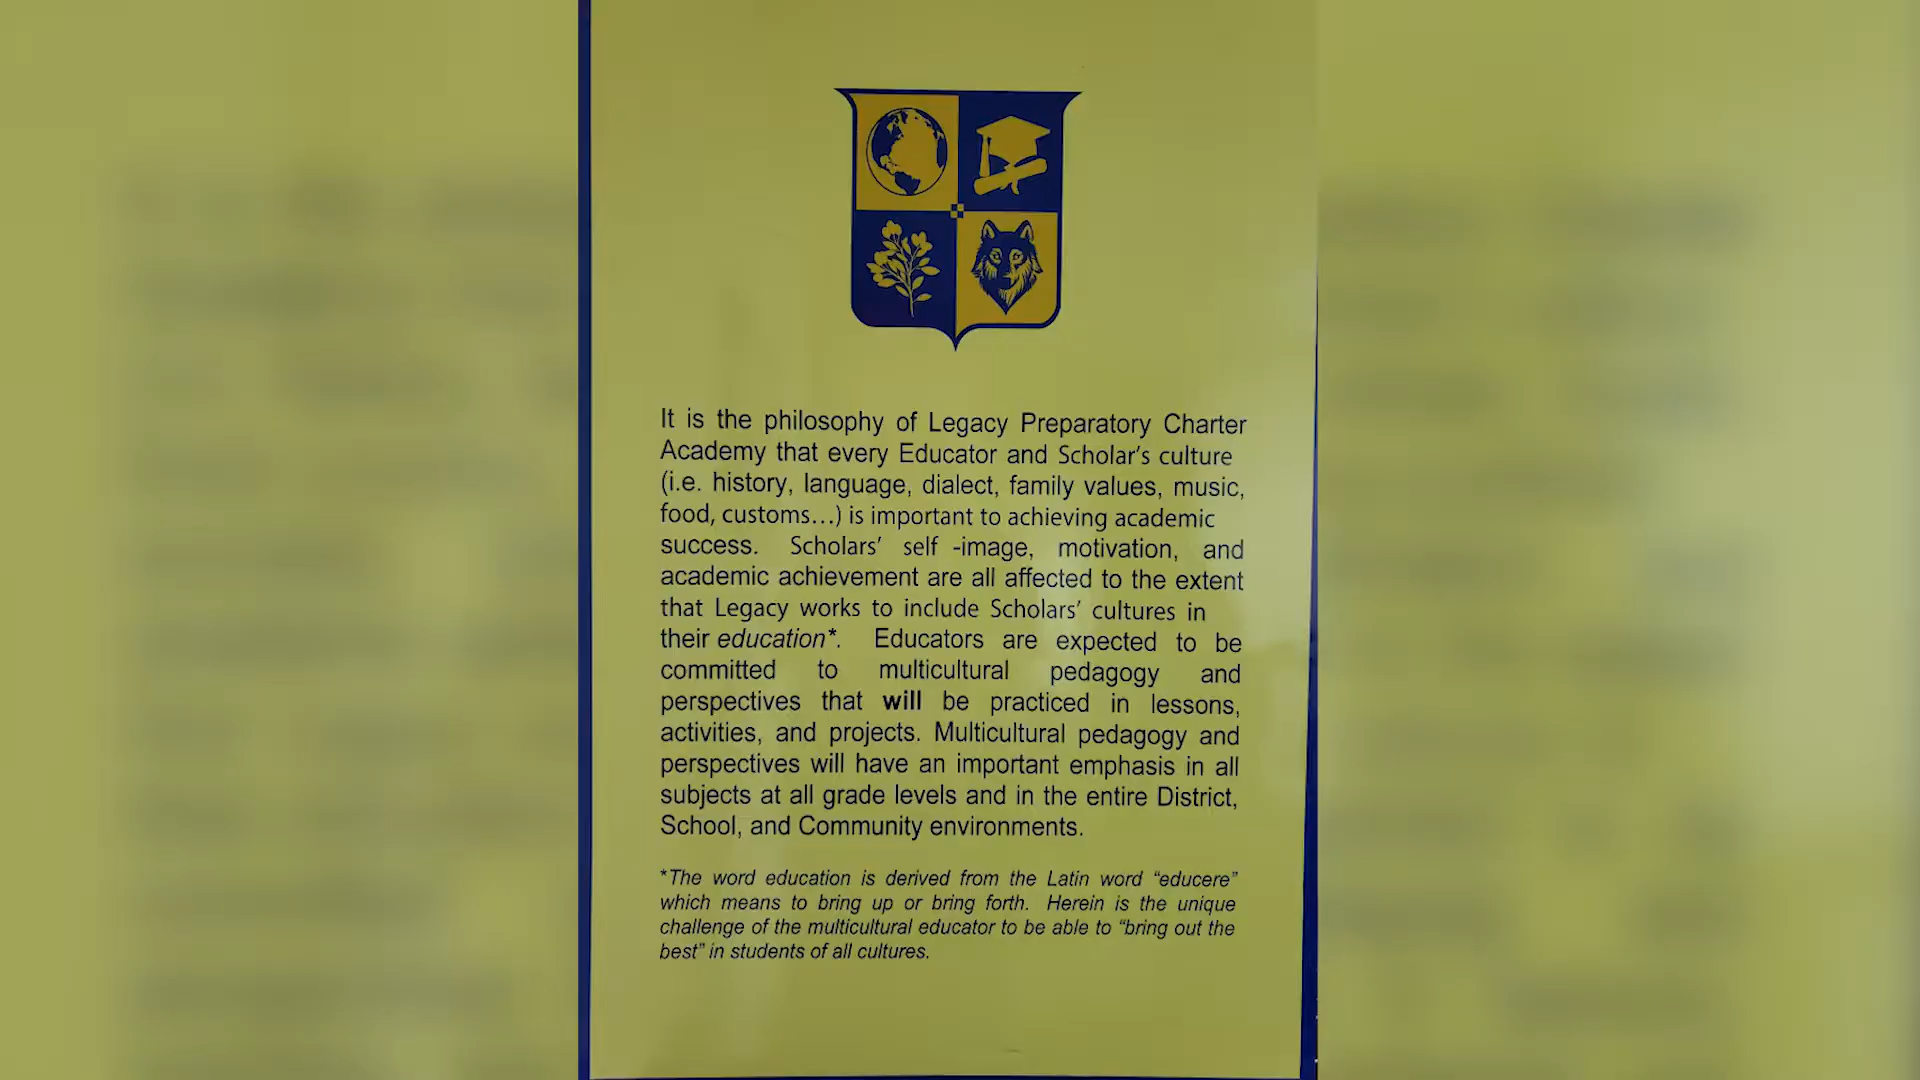 It is the philosophy of Legacy Preparatory Charter
Academy that every Educator and Scholar's culture
(i.e. history, language, dialect, family values, music,
food, customs...) is important to achieving academic
success. Scholars' self -image, motivation, and
academic achievement are all affected to the extent
that Legacy works to include Scholars' cultures in
their education*. Educators are expected to be
committed to multicultural pedagogy and
perspectives that will be practiced in lessons,
activities, and projects. Multicultural pedagogy and
perspectives will have an important emphasis in all
subjects at all grade levels and in the entire District,
School, and Community environments.
*The word education is derived from the Latin word “educere”
which means to bring up or bring forth. Herein is the unique
challenge of the multicultural educator to be able to “bring out the
best” in students of all cultures.